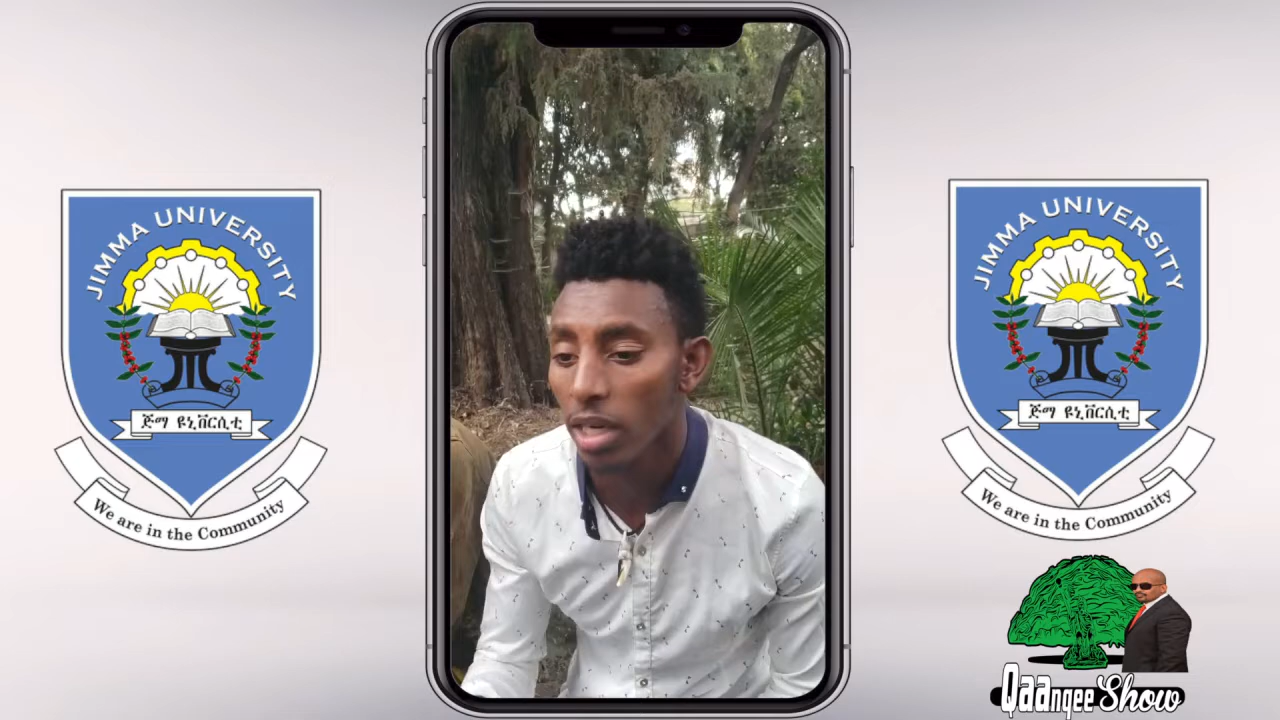 JIMMA UNIVERSITY
ጅማ ዩኒቨርሲቲ
We are in the Community
JIMMA UNIVERSITY
ጅማ ዩኒቨርሲቲ
We are in the Community
Qaanqee Show